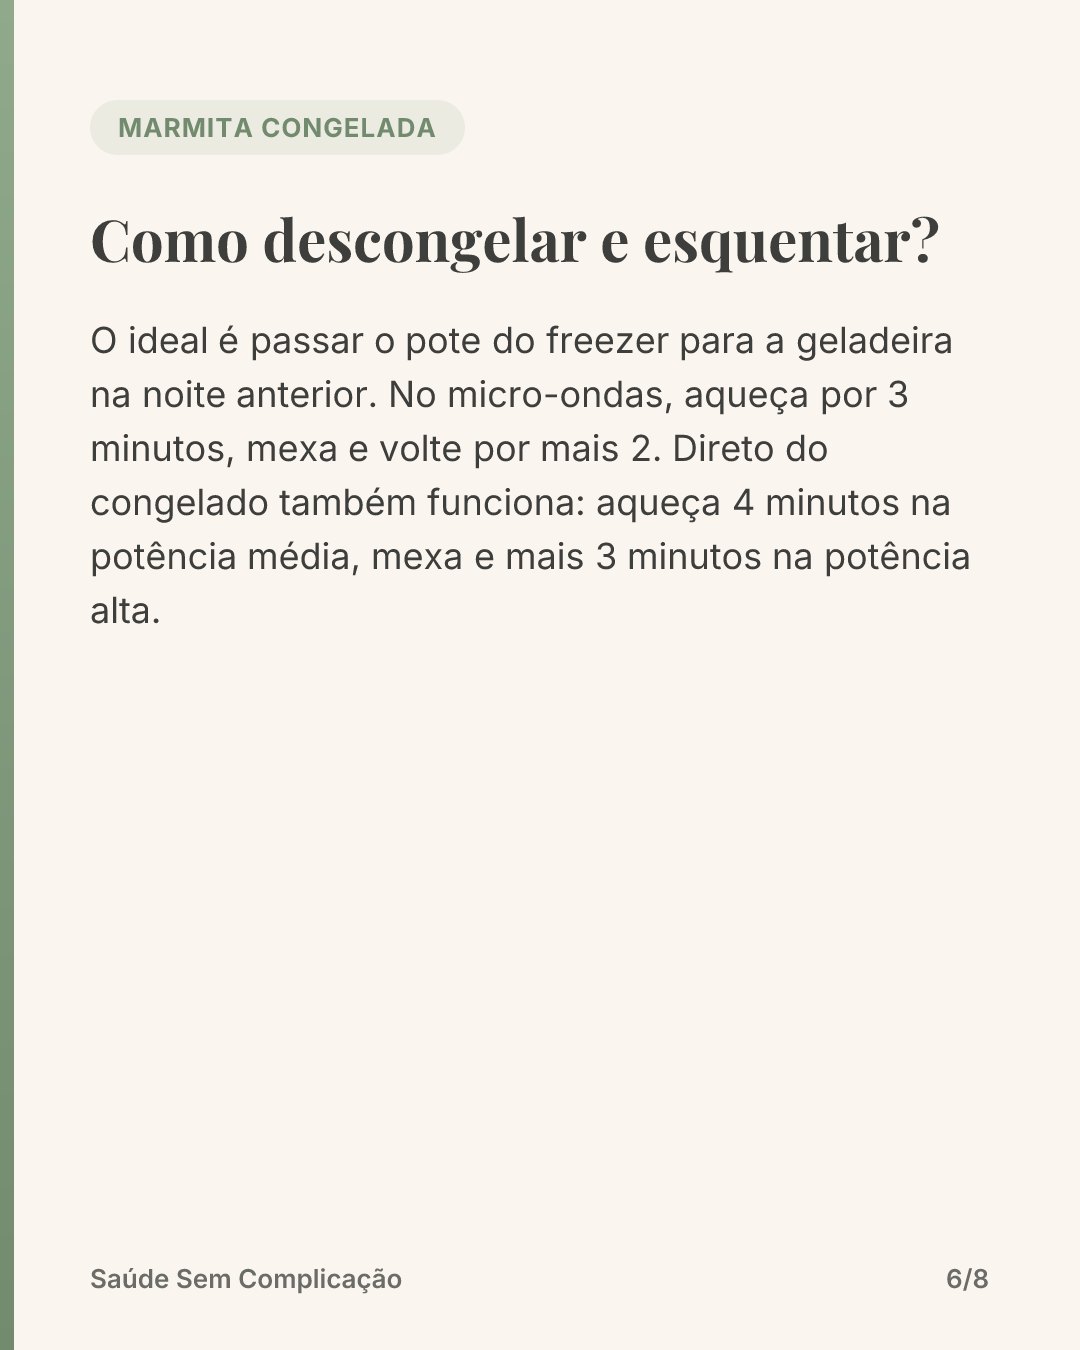 MARMITA CONGELADA
Como descongelar e esquentar?
O ideal é passar o pote do freezer para a geladeira
na noite anterior. No micro-ondas, aqueça por 3
minutos, mexa e volte por mais 2. Direto do
congelado também funciona: aqueça 4 minutos na
potência média, mexa e mais 3 minutos na potência
alta.
Saúde Sem Complicação
6/8